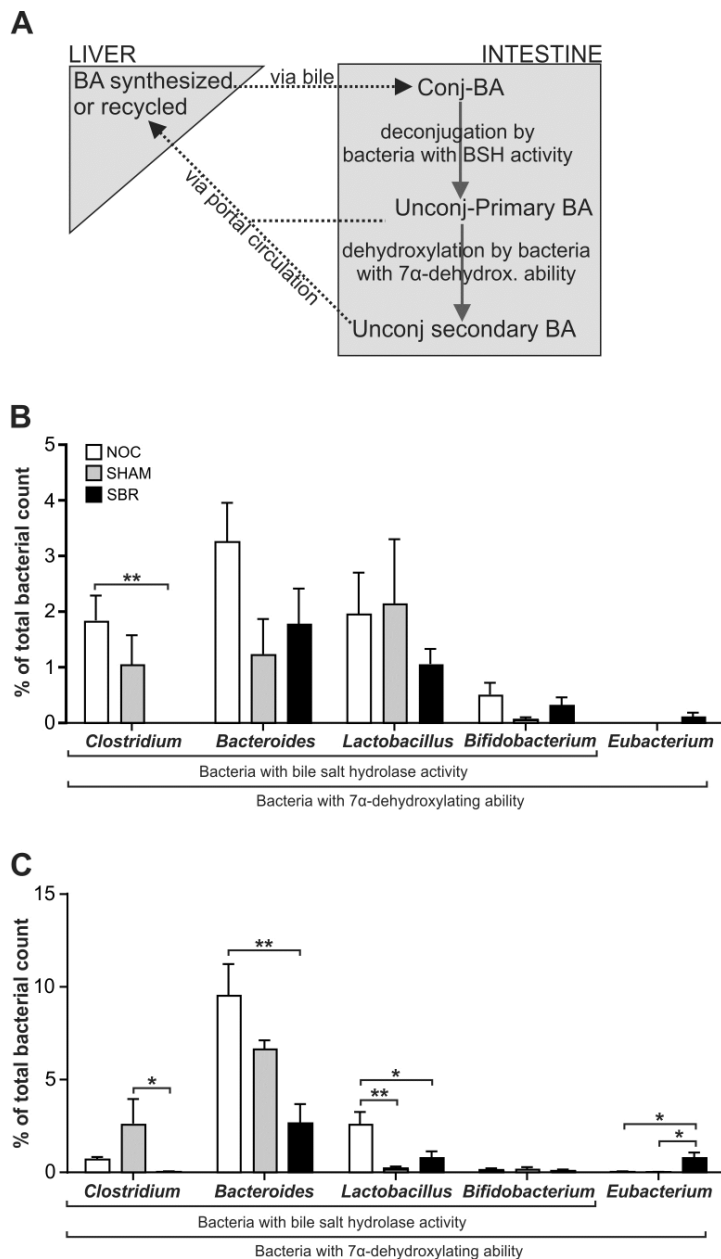 A
LIVER
INTESTINE
BA synthesized
or recycled
via bile
Conj-BA
deconjugation by
bacteria with BSH activity
Unconj-Primary BA
via portal circulation
dehydroxylation by bacteria
with 7α-dehydrox. ability
Unconj secondary BA
B
NOC
SHAM
SBR
% of total bacterial count
5
4
3
2
1
0
**
Clostridium
Bacteroides
Lactobacillus
Bifidobacterium
Eubacterium
Bacteria with bile salt hydrolase activity
Bacteria with 7α-dehydroxylating ability
C
% of total bacterial count
15
10
5
0
*
**
*
**
*
*
Clostridium
Bacteroides
Lactobacillus
Bifidobacterium
Eubacterium
Bacteria with bile salt hydrolase activity
Bacteria with 7α-dehydroxylating ability